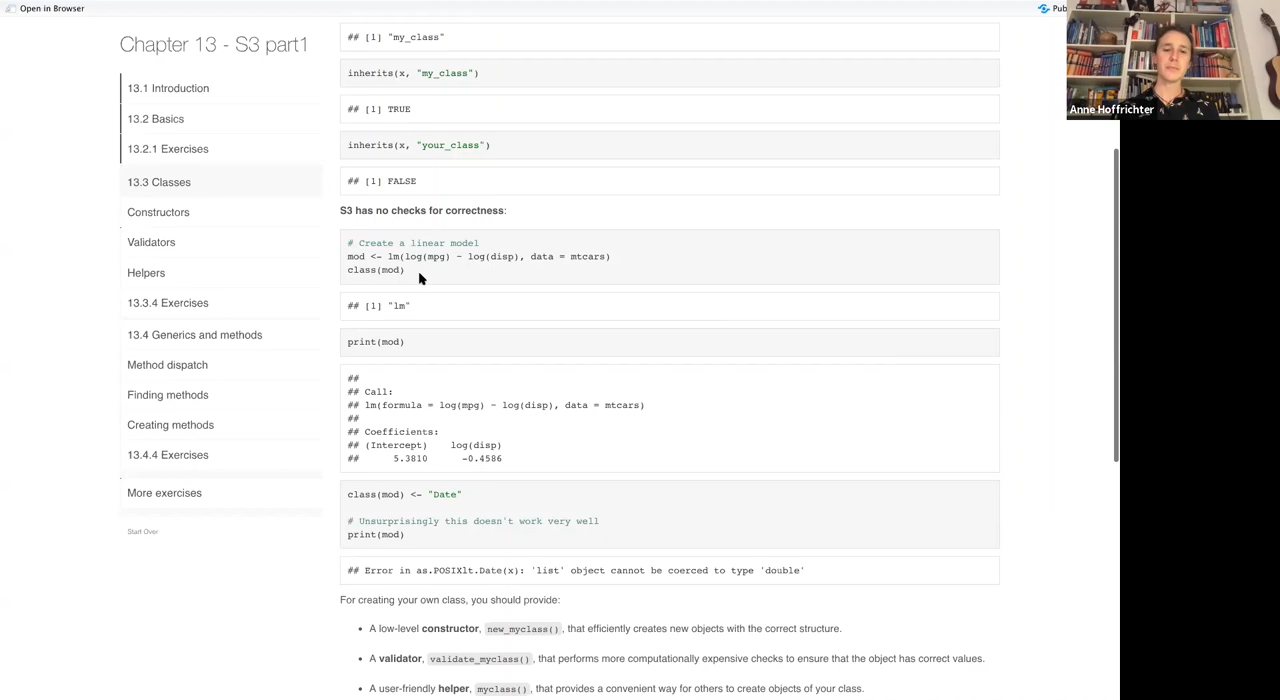 Open in Browser
Pub
Anne Hoffrichter
Chapter 13 - S3 part1
13.1 Introduction
13.2 Basics
13.2.1 Exercises
13.3 Classes
Constructors
Validators
Helpers
13.3.4 Exercises
13.4 Generics and methods
Method dispatch
Finding methods
Creating methods
13.4.4 Exercises
More exercises
Start Over
## [1] "my_class"
inherits(x, "my_class")
## [1] TRUE
inherits(x, "your_class")
## [1] FALSE
S3 has no checks for correctness:
# Create a linear model
mod <- lm(log(mpg) ~ log(disp), data = mtcars)
class(mod)
## [1] "lm"
print(mod)
##
## Call:
## lm(formula = log(mpg) ~ log(disp), data = mtcars)
##
## Coefficients:
## (Intercept)    log(disp)
##      5.3810      -0.4586
class(mod) <- "Date"
# Unsurprisingly this doesn't work very well
print(mod)
## Error in as.POSIXlt.Date(x): 'list' object cannot be coerced to type 'double'
For creating your own class, you should provide:
• A low-level constructor, new_myclass(), that efficiently creates new objects with the correct structure.
• A validator, validate_myclass(), that performs more computationally expensive checks to ensure that the object has correct values.
• A user-friendly helper, myclass(), that provides a convenient way for others to create objects of your class.